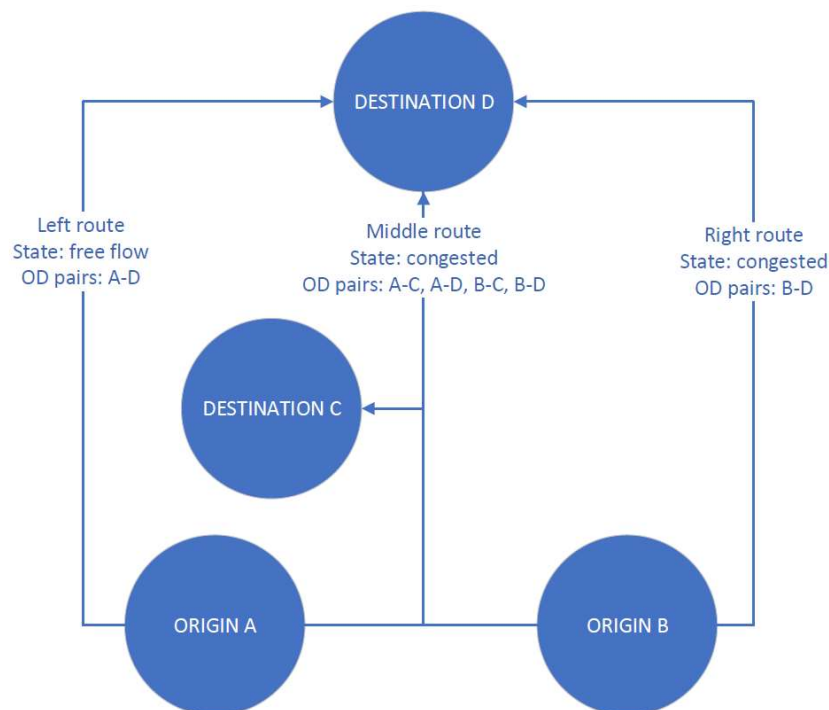 DESTINATION D
Left route
State: free flow
OD pairs: A-D
Middle route
State: congested
OD pairs: A-C, A-D, B-C, B-D
Right route
State: congested
OD pairs: B-D
DESTINATION C
ORIGIN A
ORIGIN B